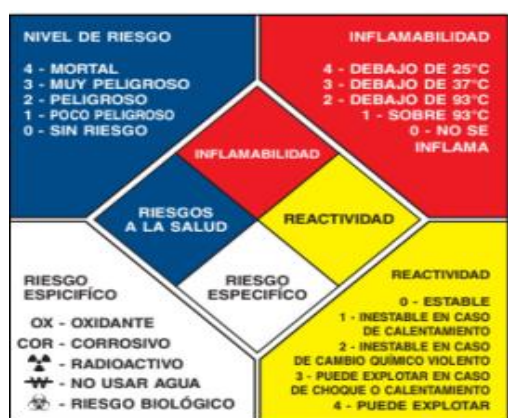 NIVEL DE RIESGO
4 - MORTAL
3 - MUY PELIGROSO
2 - PELIGROSO
1 - POCO PELIGROSO
0 - SIN RIESGO
INFLAMABILIDAD
4 - DEBAJO DE 25°C
3 - DEBAJO DE 37°C
2 - DEBAJO DE 93°C
1 - SOBRE 93°C
0 - NO SE
INFLAMA
INFLAMABILIDAD
RIESGOS
A LA SALUD
REACTIVIDAD
RIESGO
ESPECIFÍCO
RIESGO
ESPICIFÍCO
OX - OXIDANTE
COR - CORROSIVO
- RADIOACTIVO
W - NO USAR AGUA
- RIESGO BIOLÓGICO
REACTIVIDAD
0 - ESTABLE
1 - INESTABLE EN CASO
DE CALENTAMIENTO
2 - INESTABLE EN CASO
DE CAMBIO QUÍMICO VIOLENTO
3 - PUEDE EXPLOTAR EN CASO
DE CHOQUE O CALENTAMIENTO
4 - PUEDE EXPLOTAR